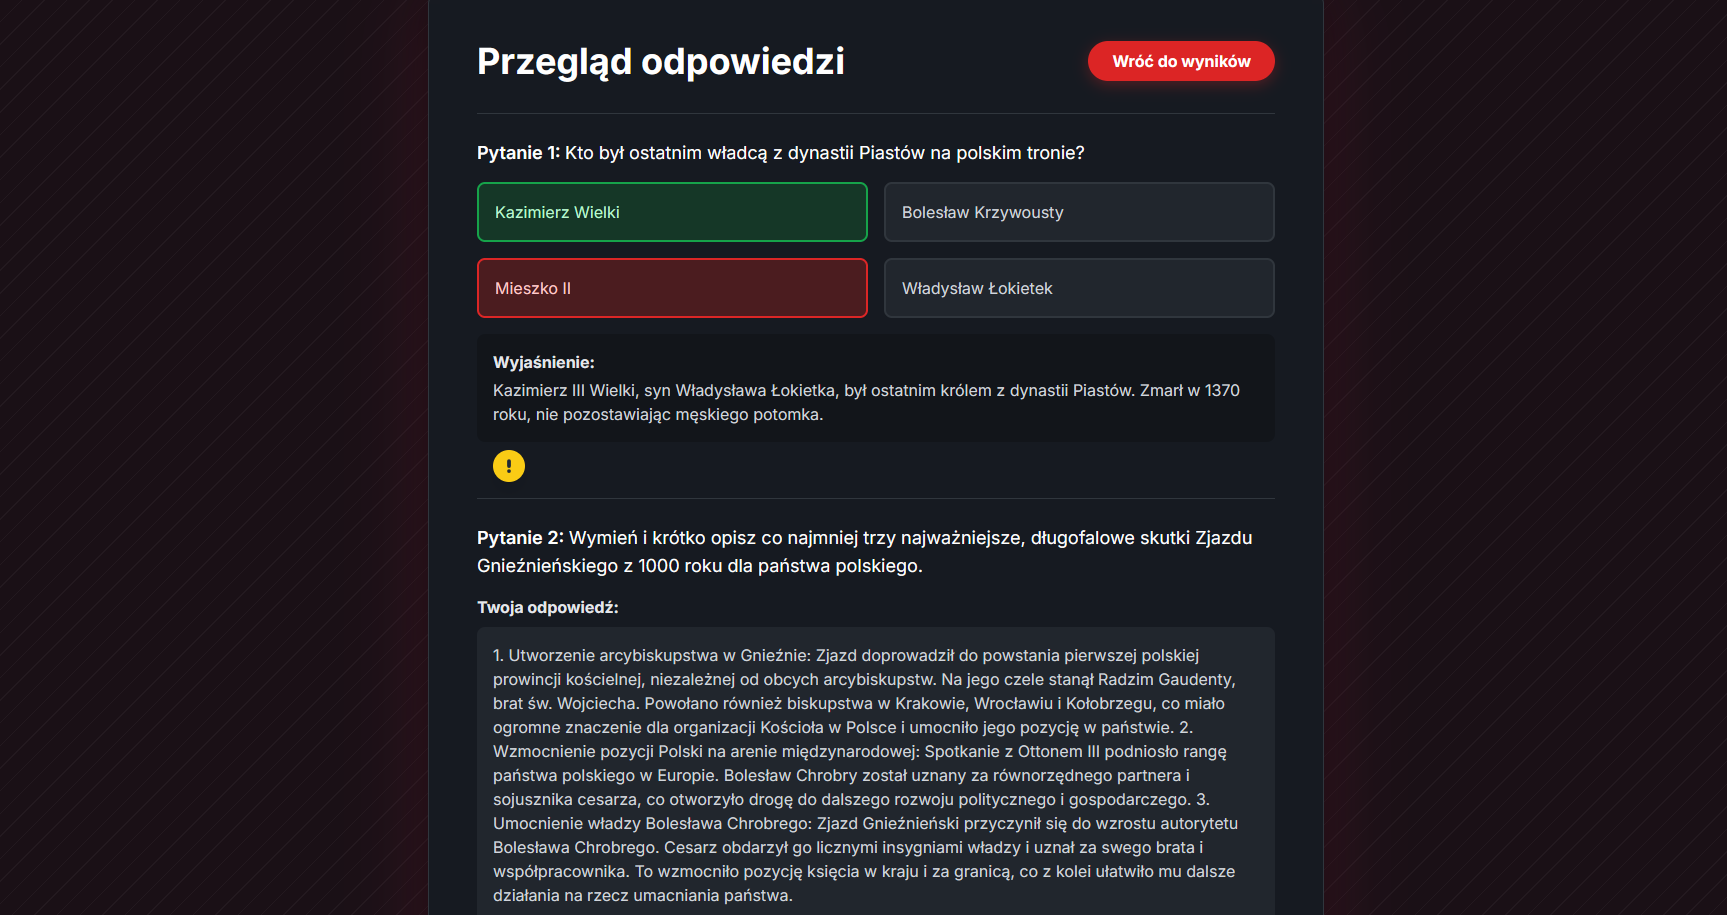 Przegląd odpowiedzi
Wróć do wyników
Pytanie 1: Kto był ostatnim władcą z dynastii Piastów na polskim tronie?
Kazimierz Wielki
Bolesław Krzywousty
Mieszko II
Władysław Łokietek
Wyjaśnienie:
Kazimierz III Wielki, syn Władysława Łokietka, był ostatnim królem z dynastii Piastów. Zmarł w 1370
roku, nie pozostawiając męskiego potomka.
!
Pytanie 2: Wymień i krótko opisz co najmniej trzy najważniejsze, długofalowe skutki Zjazdu
Gnieźnieńskiego z 1000 roku dla państwa polskiego.
Twoja odpowiedź:
1. Utworzenie arcybiskupstwa w Gnieźnie: Zjazd doprowadził do powstania pierwszej polskiej
prowincji kościelnej, niezależnej od obcych arcybiskupstw. Na jego czele stanął Radzim Gaudenty,
brat św. Wojciecha. Powołano również biskupstwa w Krakowie, Wrocławiu i Kołobrzegu, co miało
ogromne znaczenie dla organizacji Kościoła w Polsce i umocniło jego pozycję w państwie. 2.
Wzmocnienie pozycji Polski na arenie międzynarodowej: Spotkanie z Ottonem III podniosło rangę
państwa polskiego w Europie. Bolesław Chrobry został uznany za równorzędnego partnera i
sojusznika cesarza, co otworzyło drogę do dalszego rozwoju politycznego i gospodarczego. 3.
Umocnienie władzy Bolesława Chrobrego: Zjazd Gnieźnieński przyczynił się do wzrostu autorytetu
Bolesława Chrobrego. Cesarz obdarzył go licznymi insygniami władzy i uznał za swego brata i
współpracownika. To wzmocniło pozycję księcia w kraju i za granicą, co z kolei ułatwiło mu dalsze
działania na rzecz umacniania państwa.